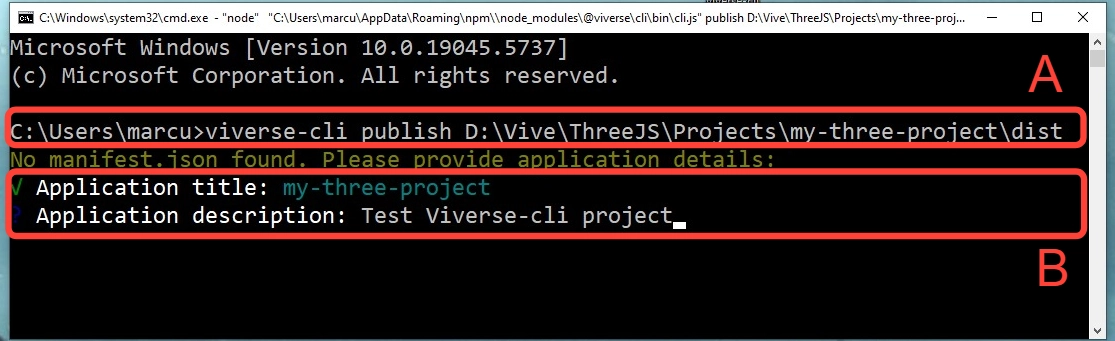 C:\Windows\system32\cmd.exe - "node" "C:\Users\marcu\AppData\Roaming\npm\\node_modules\@viverse\cli\bin\cli.js" publish D:\Vive\ThreeJS\Projects\my-three-proj...
Microsoft Windows [Version 10.0.19045.5737]
(c) Microsoft Corporation. All rights reserved.
A
C:\Users\marcu>viverse-cli publish D:\Vive\ThreeJS\Projects\my-three-project\dist
No manifest.json found. Please provide application details:
√ Application title: my-three-project
? Application description: Test Viverse-cli project
B